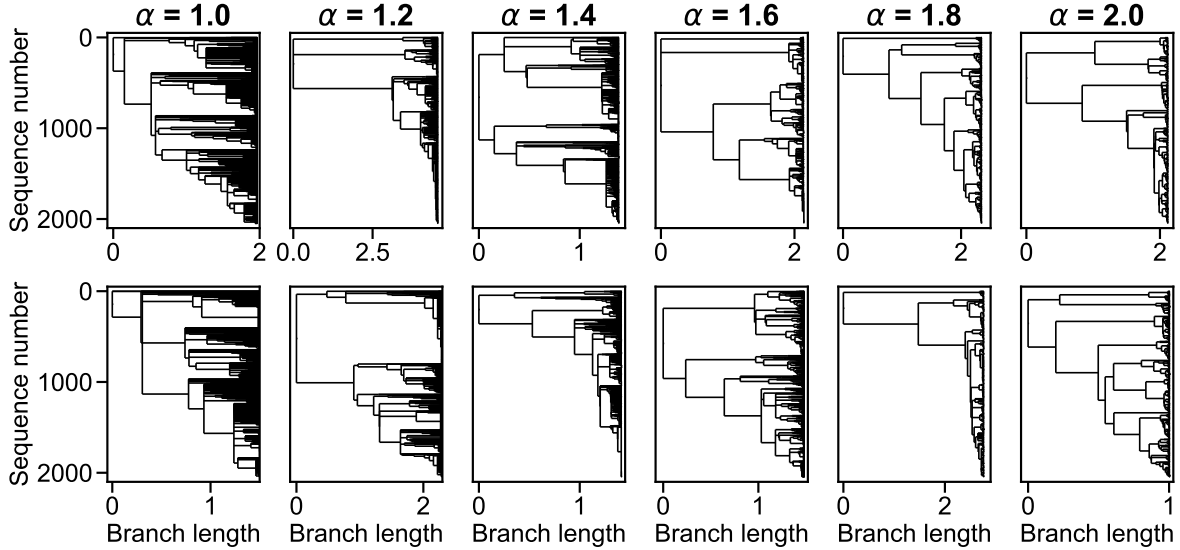 α = 1.0 α = 1.2 α = 1.4 α = 1.6 α = 1.8 α = 2.0
Sequence number
0
1000
2000
0 2 0.0 2.5 0 1 0 2 0 2 0 2
Sequence number
0
1000
2000
0 1 0 2 0 1 0 1 0 2 0 1
Branch length Branch length Branch length Branch length Branch length Branch length